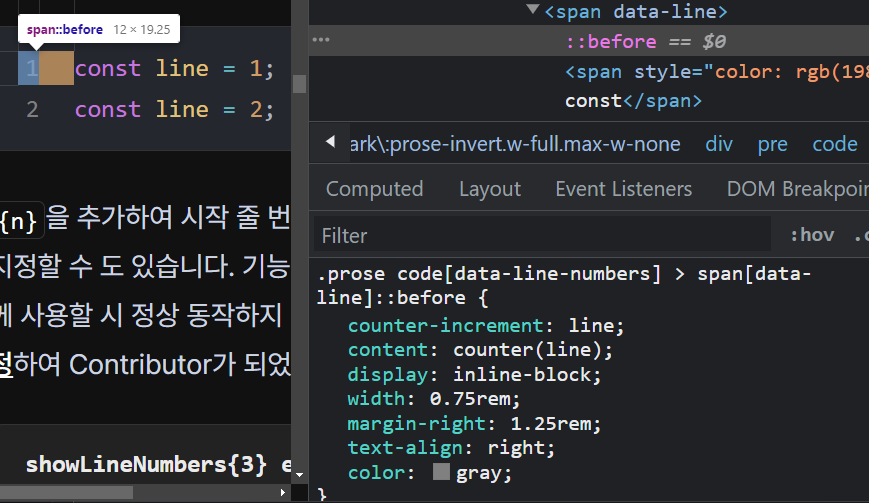 span::before 12 × 19.25
1 const line = 1;
2 const line = 2;
{n}을 추가하여 시작 줄 번
지정할 수 도 있습니다. 기능
께 사용할 시 정상 동작하지
정하여 Contributor가 되었
showLineNumbers{3} e
▼<span data-line>
··· ::before == $0
<span style="color: rgb(198
const</span>
ark\:prose-invert.w-full.max-w-none div pre code
Computed Layout Event Listeners DOM Breakpoin
Filter :hov .c
.prose code[data-line-numbers] > span[data-
line]::before {
counter-increment: line;
content: counter(line);
display: inline-block;
width: 0.75rem;
margin-right: 1.25rem;
text-align: right;
color: gray;
}